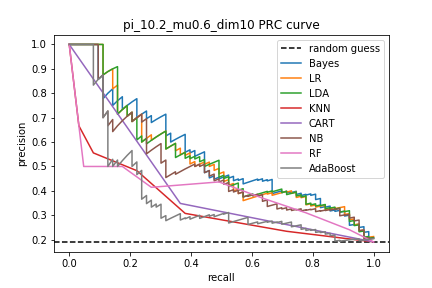 pi_10.2_mu0.6_dim10 PRC curve
1.0
0.9
0.8
0.7
0.6
0.5
0.4
0.3
0.2
precision
random guess
Bayes
LR
LDA
KNN
CART
NB
RF
AdaBoost
0.0 0.2 0.4 0.6 0.8 1.0
recall